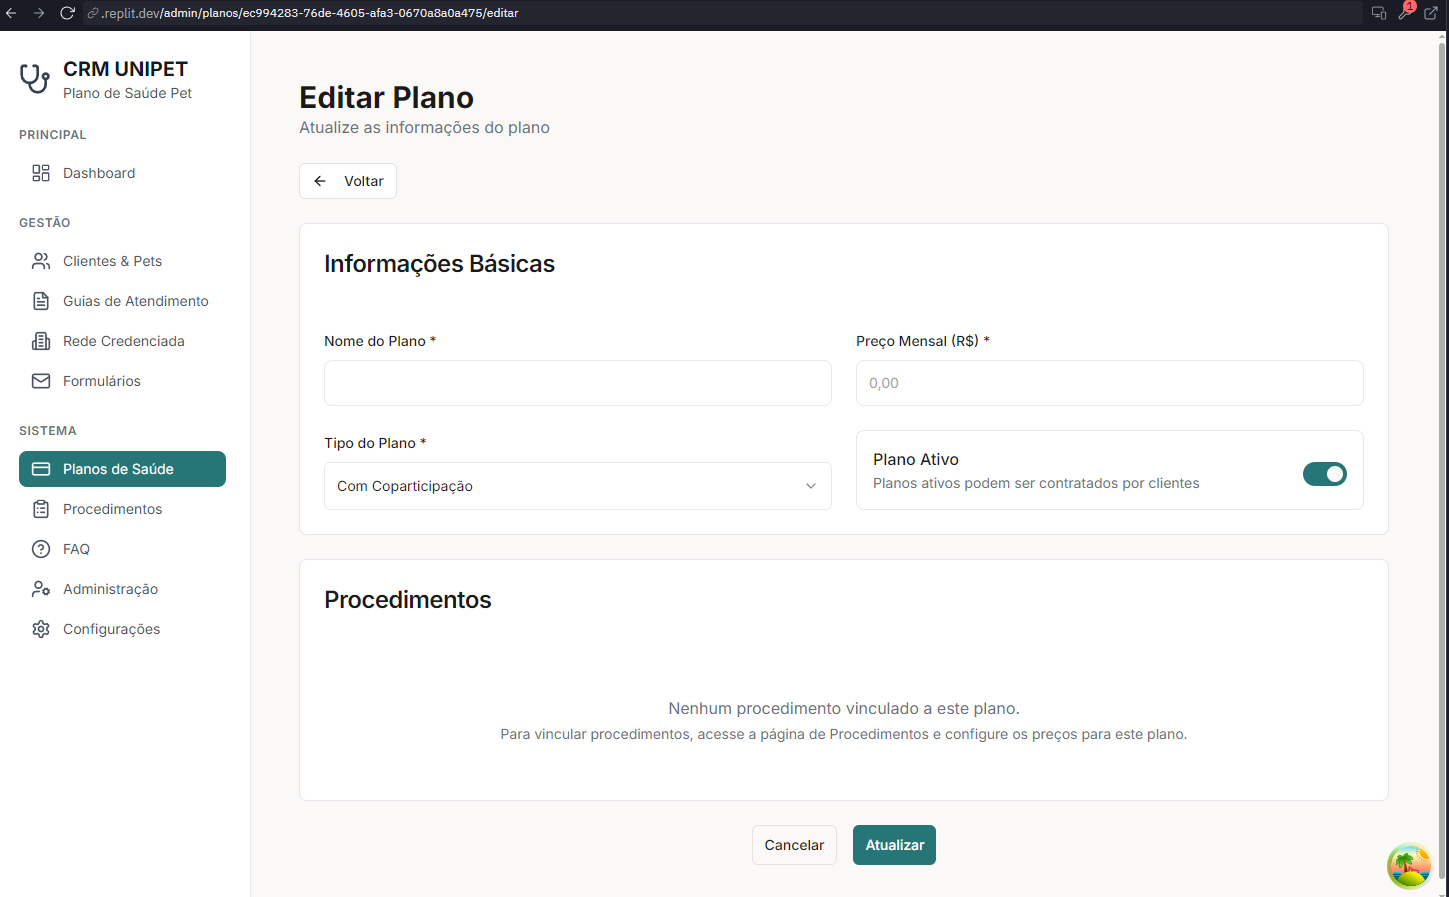 .replit.dev/admin/planos/ec994283-76de-4605-afa3-0670a8a0a475/editar
1
CRM UNIPET
Plano de Saúde Pet
PRINCIPAL
Dashboard
GESTÃO
Clientes & Pets
Guias de Atendimento
Rede Credenciada
Formulários
SISTEMA
Planos de Saúde
Procedimentos
FAQ
Administração
Configurações
Editar Plano
Atualize as informações do plano
Voltar
Informações Básicas
Nome do Plano *
Preço Mensal (R$) *
0,00
Tipo do Plano *
Com Coparticipação
Plano Ativo
Planos ativos podem ser contratados por clientes
Procedimentos
Nenhum procedimento vinculado a este plano.
Para vincular procedimentos, acesse a página de Procedimentos e configure os preços para este plano.
Cancelar
Atualizar